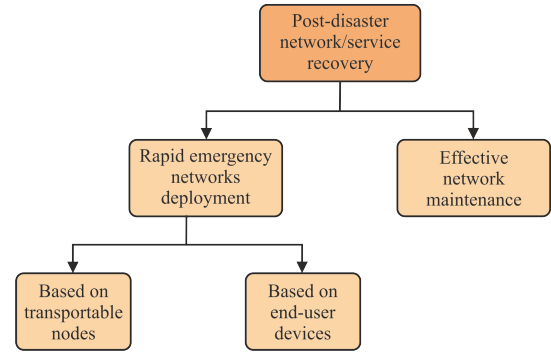 Post-disaster
network/service
recovery
Rapid emergency
networks
deployment
Effective
network
maintenance
Based on
transportable
nodes
Based on
end-user
devices